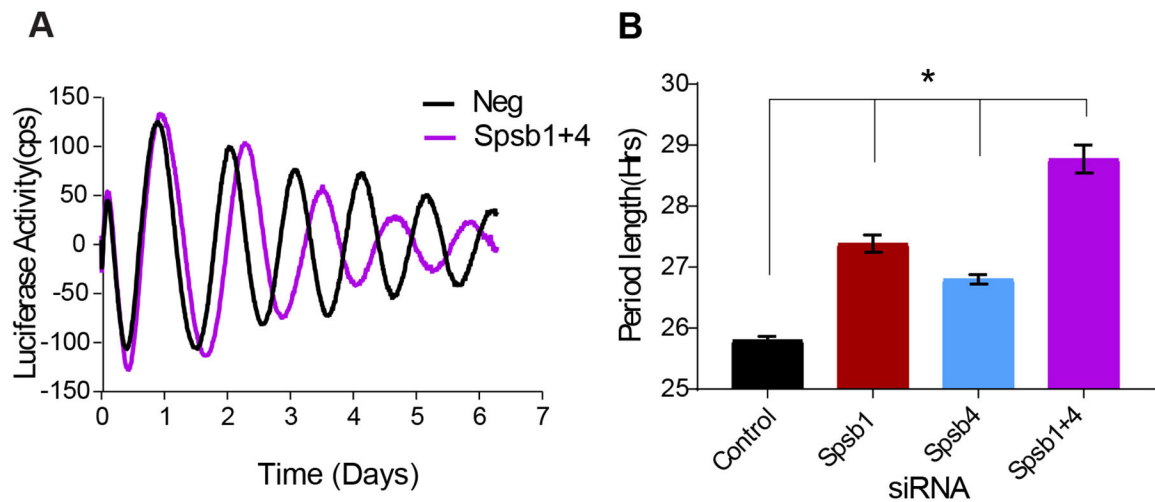 A
Luciferase Activity(cps)
150
100
50
0
-50
-100
-150
0 1 2 3 4 5 6 7
Time (Days)
Neg
Spsb1+4
B
*
Period length(Hrs)
30
29
28
27
26
25
Control
Spsb1
Spsb4
Spsb1+4
siRNA